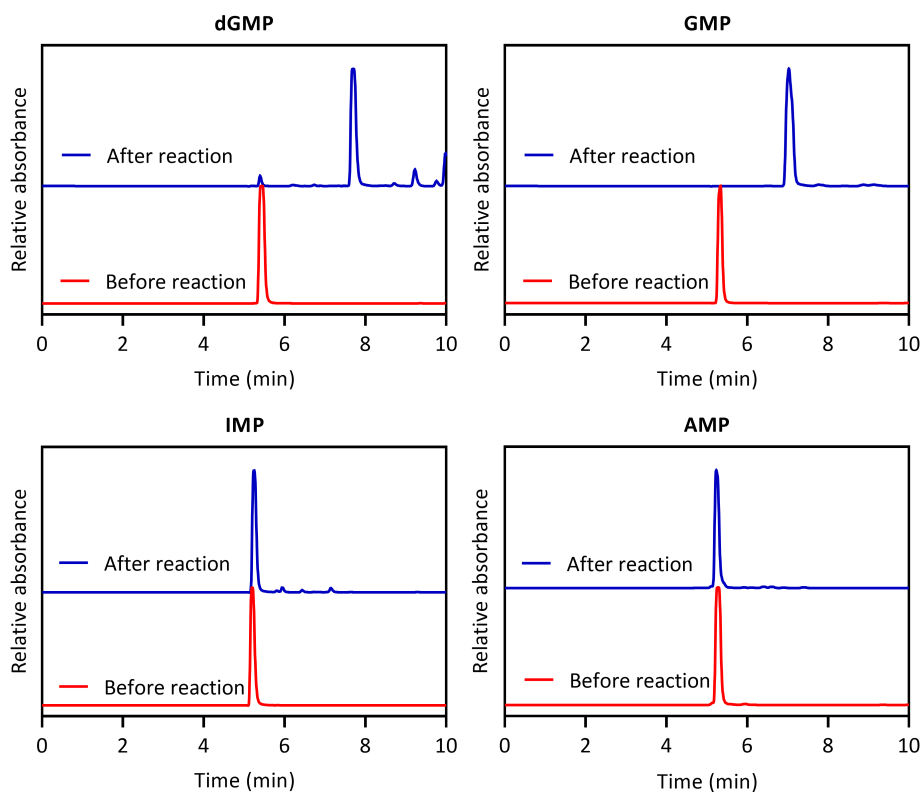 dGMP
Relative absorbance
After reaction
Before reaction
0 2 4 6 8 10
Time (min)
GMP
Relative absorbance
After reaction
Before reaction
0 2 4 6 8 10
Time (min)
IMP
Relative absorbance
After reaction
Before reaction
0 2 4 6 8 10
Time (min)
AMP
Relative absorbance
After reaction
Before reaction
0 2 4 6 8 10
Time (min)